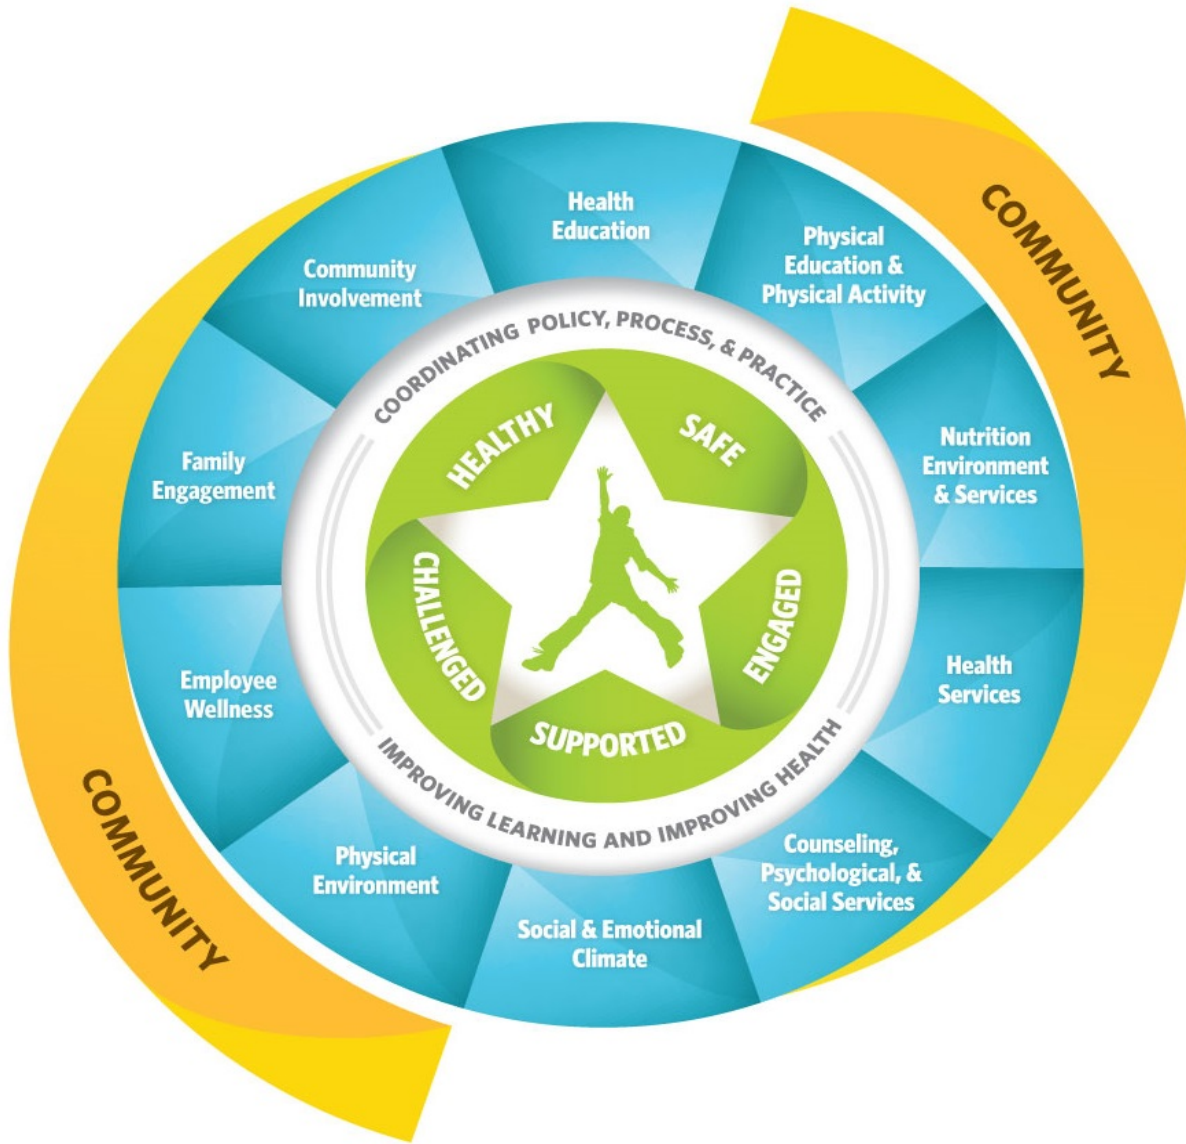 COMMUNITY
Health
Education
Physical
Education &
Physical Activity
Nutrition
Environment
& Services
Health
Services
Counseling,
Psychological, &
Social Services
Social & Emotional
Climate
Physical
Environment
Employee
Wellness
Family
Engagement
Community
Involvement
COORDINATING POLICY, PROCESS, & PRACTICE
IMPROVING LEARNING AND IMPROVING HEALTH
HEALTHY
SAFE
ENGAGED
SUPPORTED
CHALLENGED
COMMUNITY